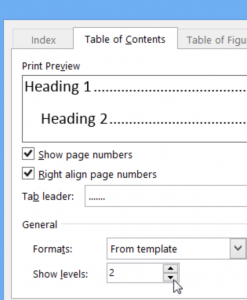 Index Table of Contents Table of Figu
Print Preview
Heading 1................................
Heading 2............................
Show page numbers
Right align page numbers
Tab leader: .......
General
Formats: From template
Show levels: 2